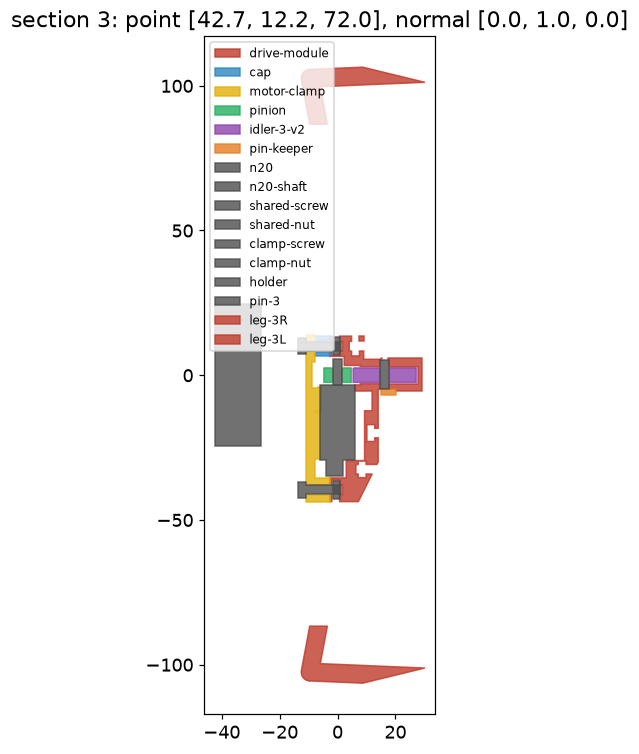 section 3: point [42.7, 12.2, 72.0], normal [0.0, 1.0, 0.0]
drive-module
cap
motor-clamp
pinion
idler-3-v2
pin-keeper
n20
n20-shaft
shared-screw
shared-nut
clamp-screw
clamp-nut
holder
pin-3
leg-3R
leg-3L
100
50
0
−50
−100
−40
−20
0
20